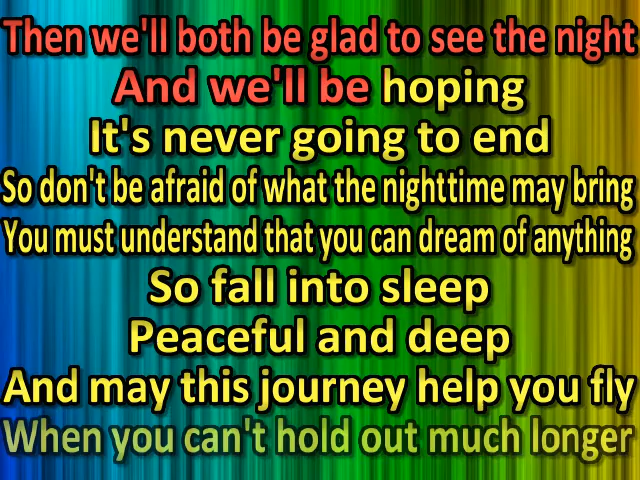 Then we'll both be glad to see the night
And we'll be hoping
It's never going to end
So don't be afraid of what the nighttime may bring
You must understand that you can dream of anything
So fall into sleep
Peaceful and deep
And may this journey help you fly
When you can't hold out much longer